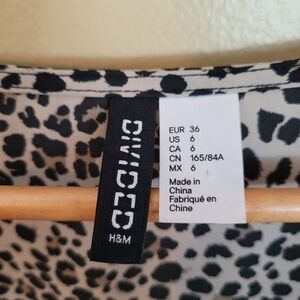 DIVIDED
H&M
EUR 36
US 6
CA 6
CN 165/84A
MX 6
Made in
China
Fabriqué en
Chine